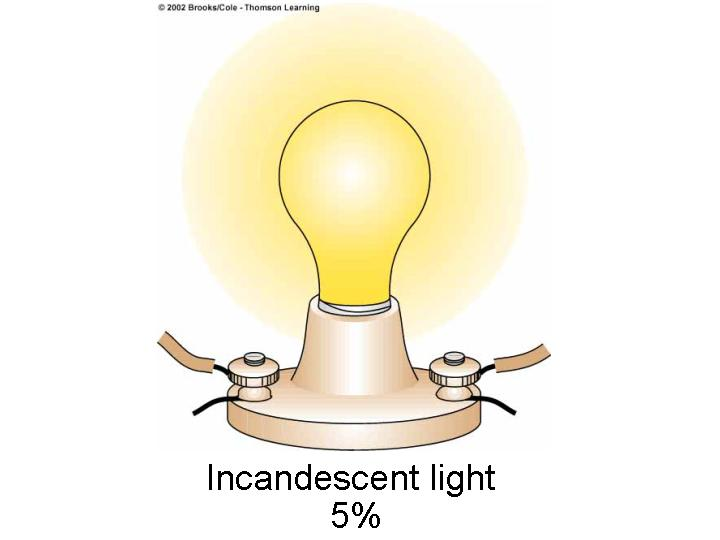 © 2002 Brooks/Cole - Thomson Learning
Incandescent light
5%